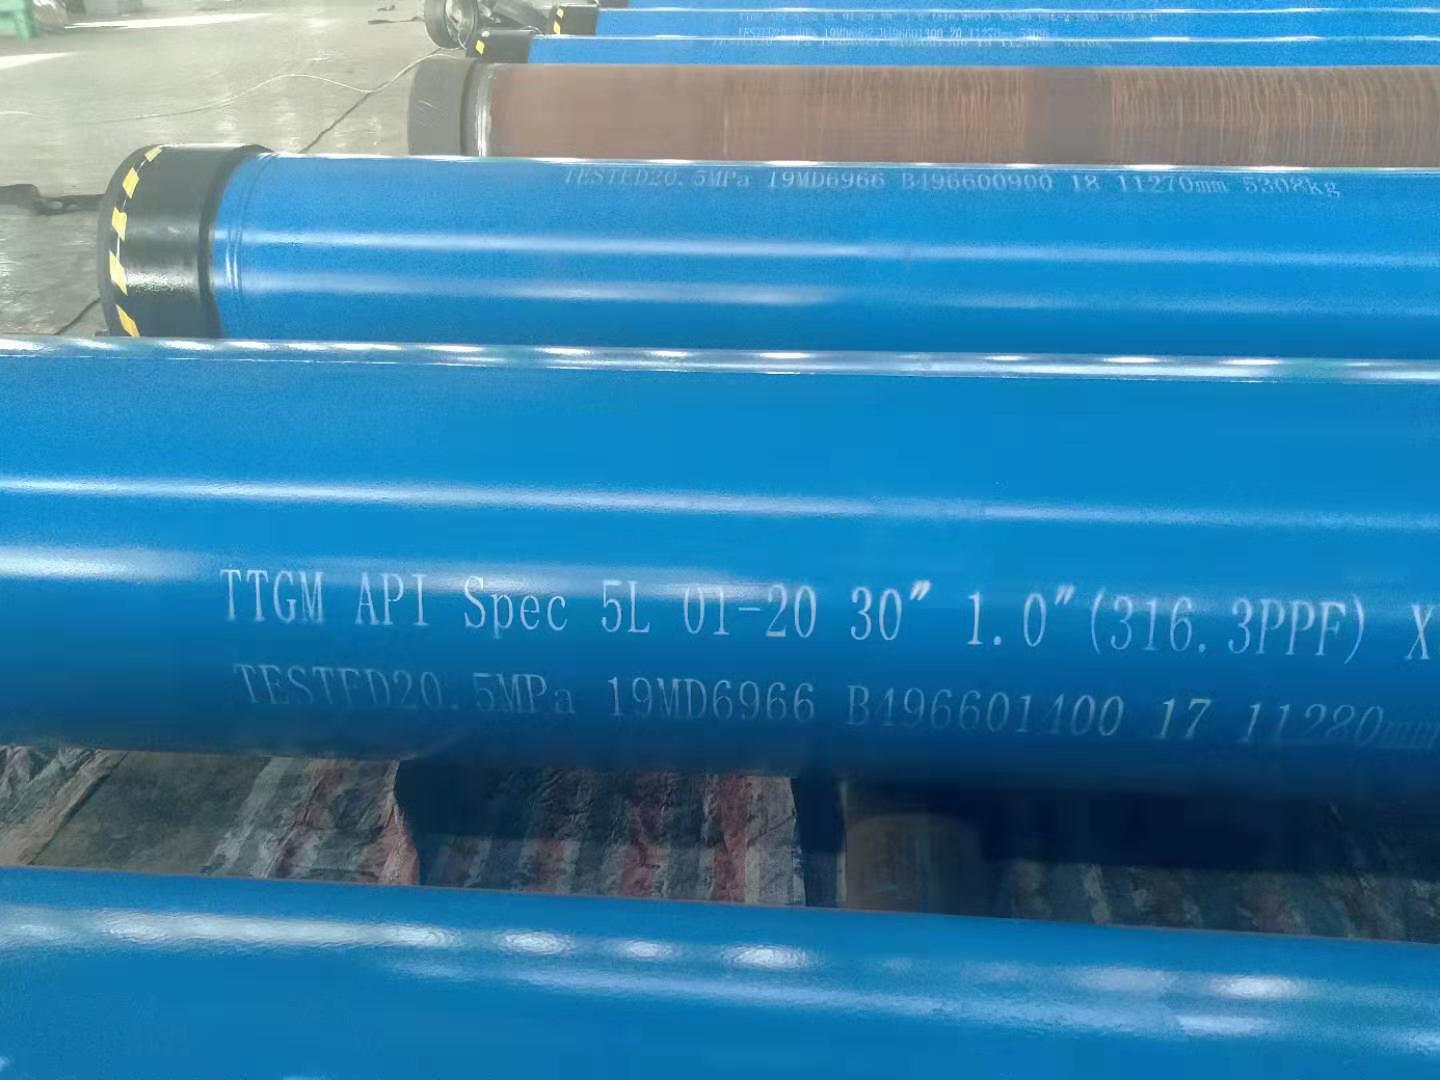 TESTED20.5MPa 19MD6966 B496600900 18 11270mm 5308kg
TTGM API Spec 5L 01-20 30" 1.0"(316.3PPF) X
TESTED20.5MPa 19MD6966 B496601400 17 11280mm